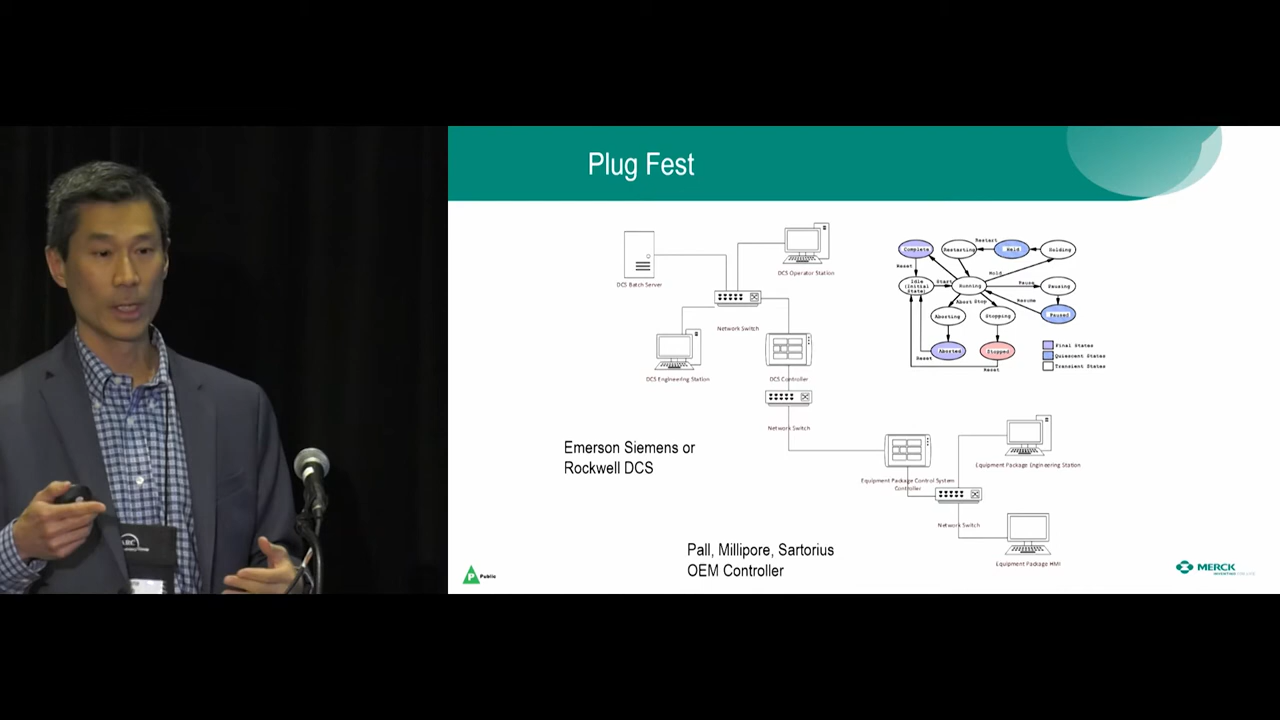 Plug Fest
DCS Batch Server
DCS Operator Station
Network Switch
DCS Engineering Station
DCS Controller
Network Switch
Emerson Siemens or
Rockwell DCS
Complete
Restarting
Restart
Held
Holding
Reset
Hold
Idle
(Initial
State)
Start
Running
Pause
Pausing
Resume
Abort
Stop
Aborting
Stopping
Paused
Aborted
Stopped
Reset
Reset
Final States
Quiescent States
Transient States
Equipment Package Control System
Controller
Equipment Package Engineering Station
Network Switch
Equipment Package HMI
Pall, Millipore, Sartorius
OEM Controller
P
Public
MERCK
ARC